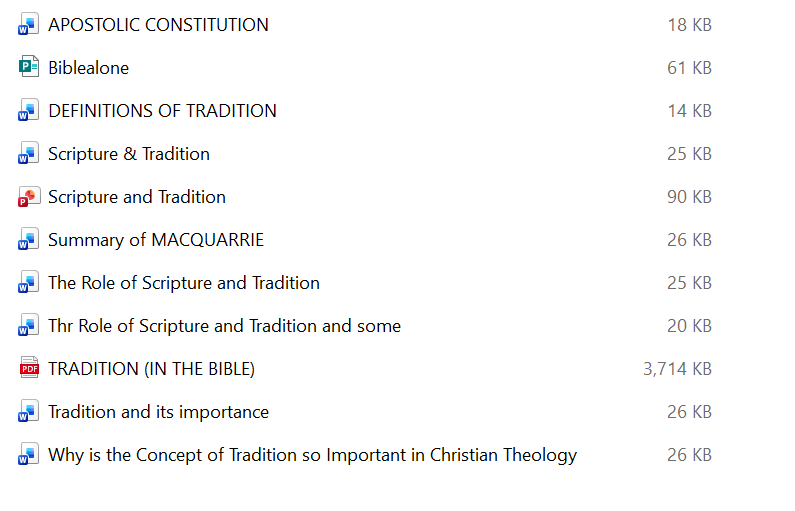 APOSTOLIC CONSTITUTION 18 KB
Biblealone 61 KB
DEFINITIONS OF TRADITION 14 KB
Scripture & Tradition 25 KB
Scripture and Tradition 90 KB
Summary of MACQUARRIE 26 KB
The Role of Scripture and Tradition 25 KB
Thr Role of Scripture and Tradition and some 20 KB
TRADITION (IN THE BIBLE) 3,714 KB
Tradition and its importance 26 KB
Why is the Concept of Tradition so Important in Christian Theology 26 KB